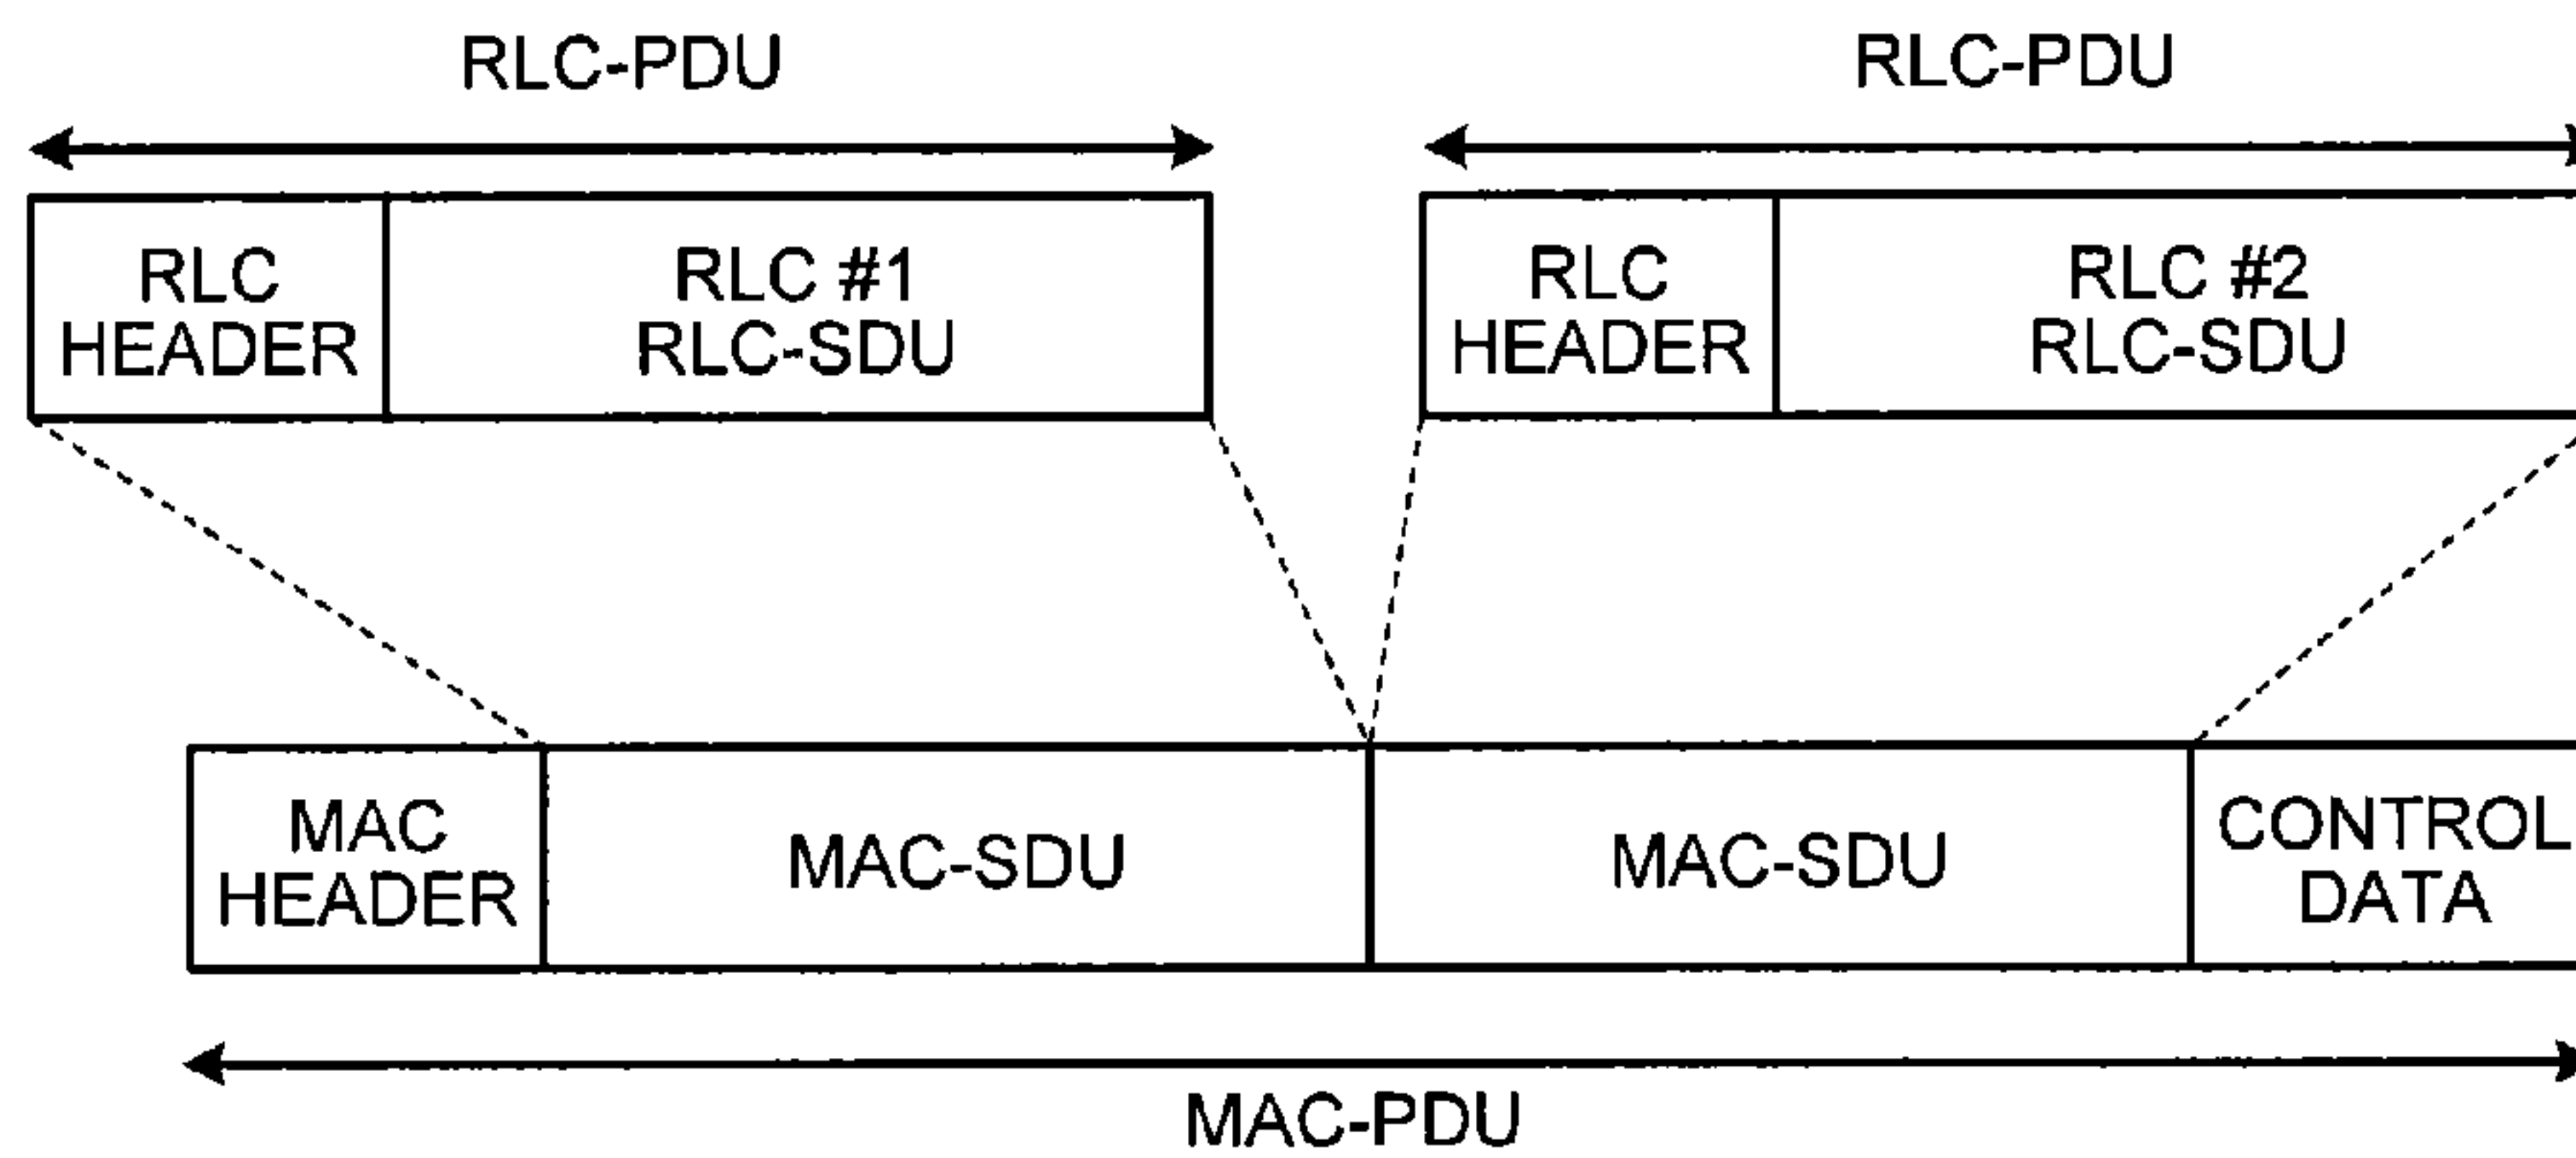 RLC-PDU
RLC-PDU
RLC
HEADER
RLC #1
RLC-SDU
RLC
HEADER
RLC #2
RLC-SDU
MAC
HEADER
MAC-SDU
MAC-SDU
CONTROL
DATA
MAC-PDU